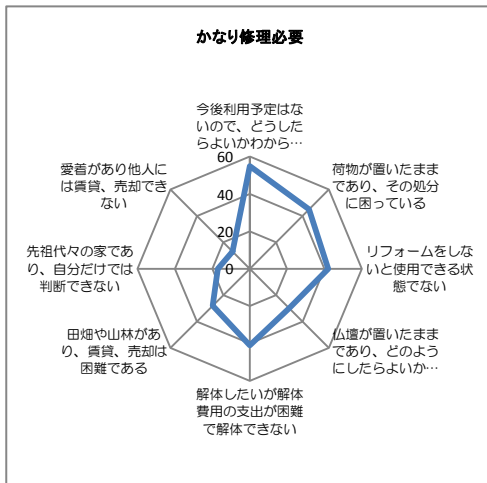 かなり修理必要
今後利用予定はな
いので、どうした
らよいかわから…
荷物が置いたまま
であり、その処分
に困っている
リフォームをしな
いと使用できる状
態でない
仏壇が置いたまま
であり、どのよう
にしたらよいか…
解体したいが解体
費用の支出が困難
で解体できない
田畑や山林があ
り、賃貸、売却は
困難である
先祖代々の家であ
り、自分だけでは
判断できない
愛着があり他人に
は賃貸、売却でき
ない
60
40
20
0